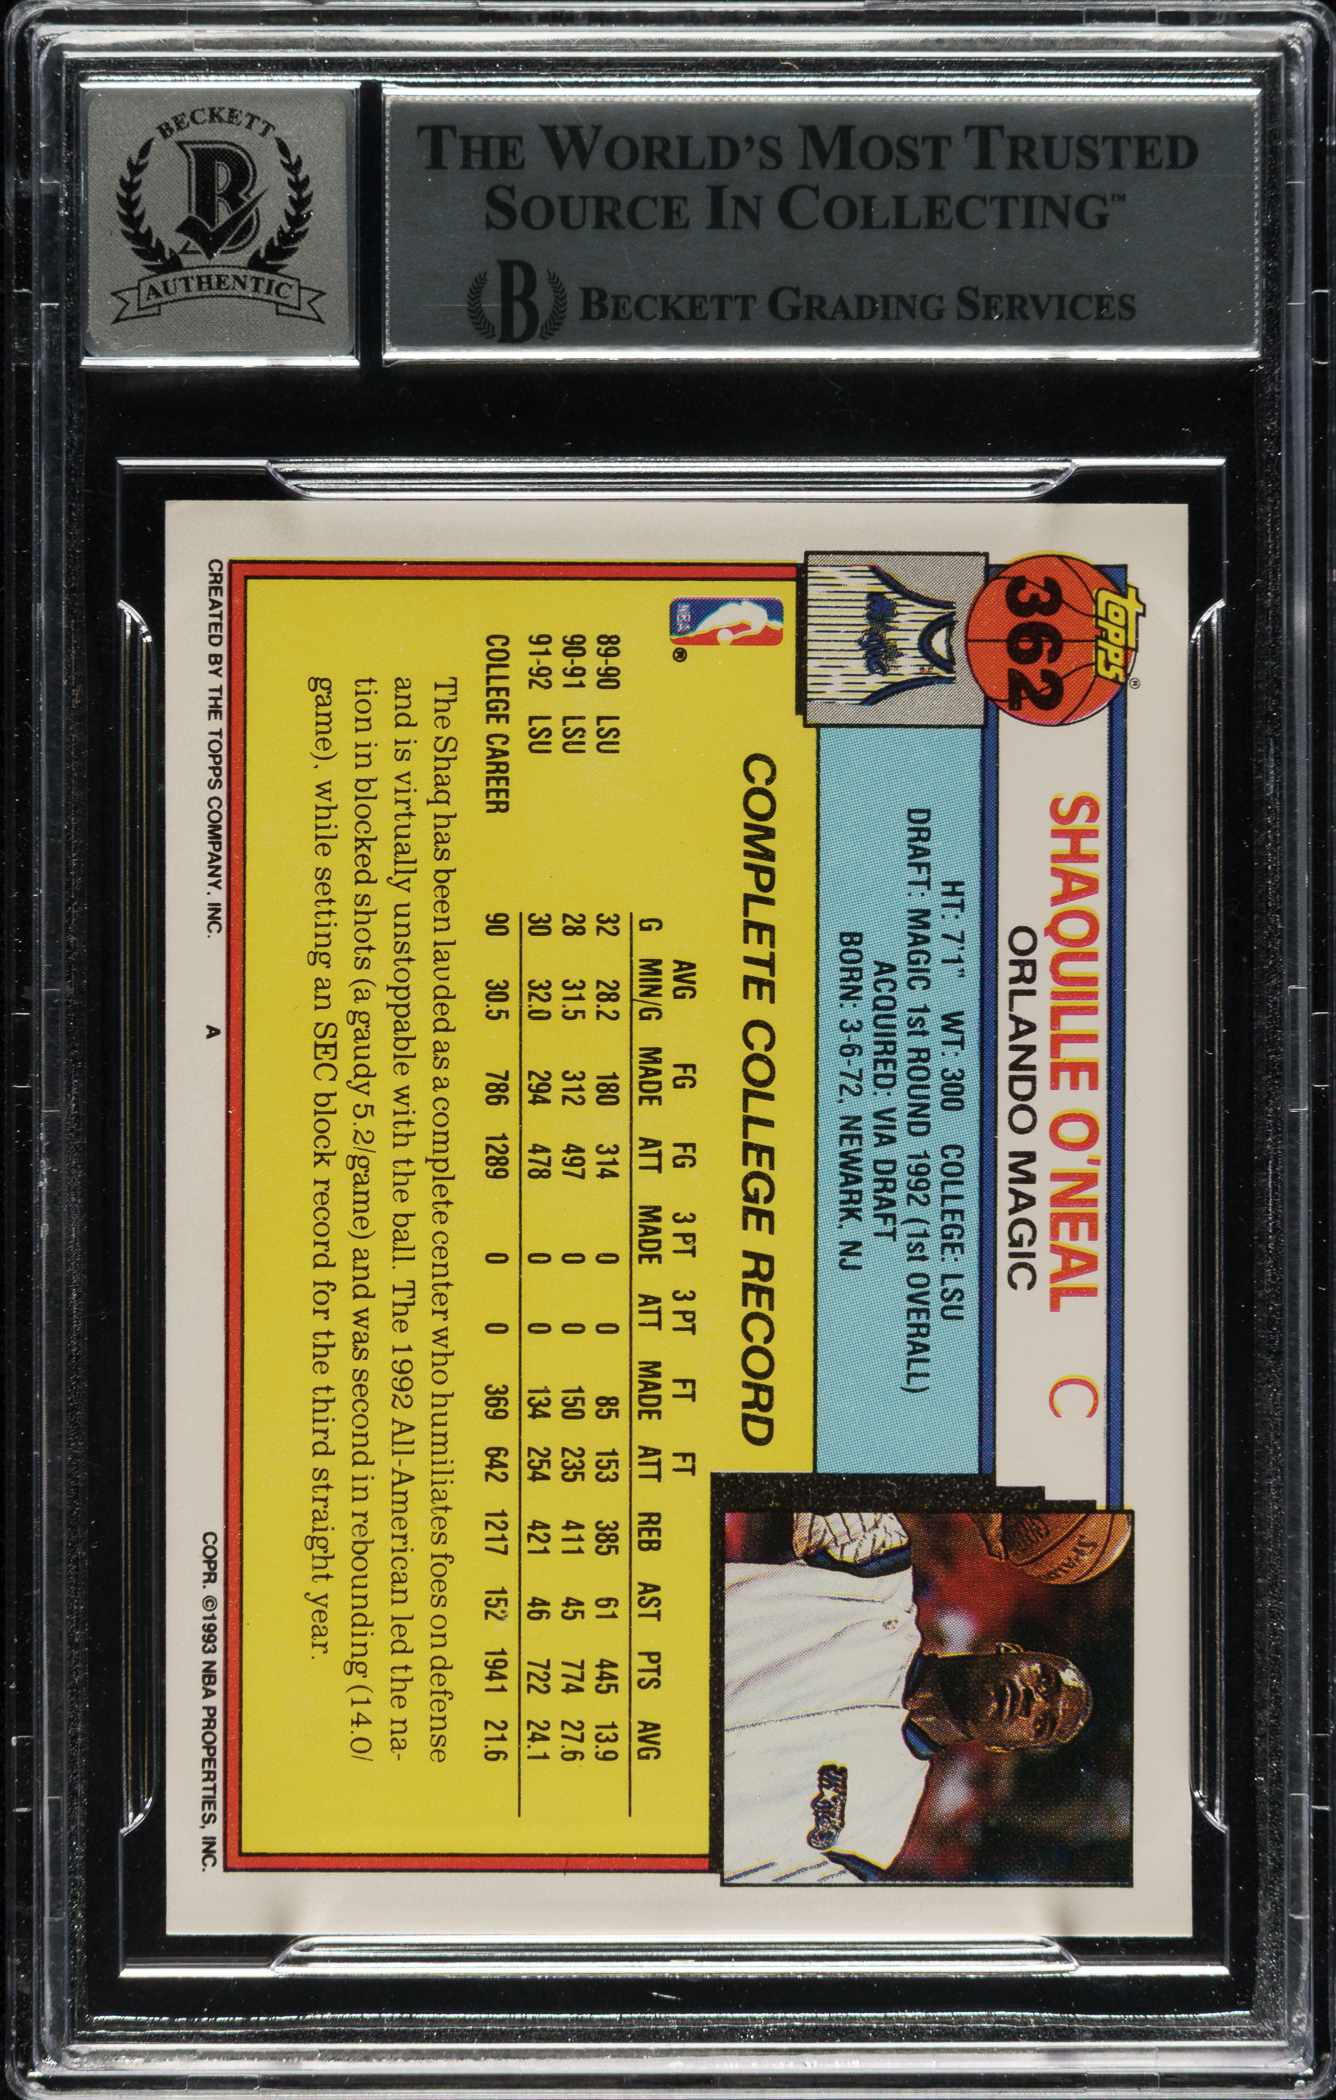 BECKETT
B
AUTHENTIC
THE WORLD'S MOST TRUSTED
SOURCE IN COLLECTING™
B BECKETT GRADING SERVICES
topps®
362
SHAQUILLE O'NEAL C
ORLANDO MAGIC
HT: 7'1" WT: 300 COLLEGE: LSU
DRAFT: MAGIC 1st ROUND 1992 (1st OVERALL)
ACQUIRED: VIA DRAFT
BORN: 3-6-72, NEWARK, NJ
NBA ®
COMPLETE COLLEGE RECORD
AVG FG FG 3 PT 3 PT FT FT
G MIN/G MADE ATT MADE ATT MADE ATT REB AST PTS AVG
89-90 LSU 32 28.2 180 314 0 0 85 153 385 61 445 13.9
90-91 LSU 28 31.5 312 497 0 0 150 235 411 45 774 27.6
91-92 LSU 30 32.0 294 478 0 0 134 254 421 46 722 24.1
COLLEGE CAREER 90 30.5 786 1289 0 0 369 642 1217 152 1941 21.6
The Shaq has been lauded as a complete center who humiliates foes on defense
and is virtually unstoppable with the ball. The 1992 All-American led the na-
tion in blocked shots (a gaudy 5.2/game) and was second in rebounding (14.0/
game), while setting an SEC block record for the third straight year.
CREATED BY THE TOPPS COMPANY, INC. A COPR. ©1993 NBA PROPERTIES, INC.